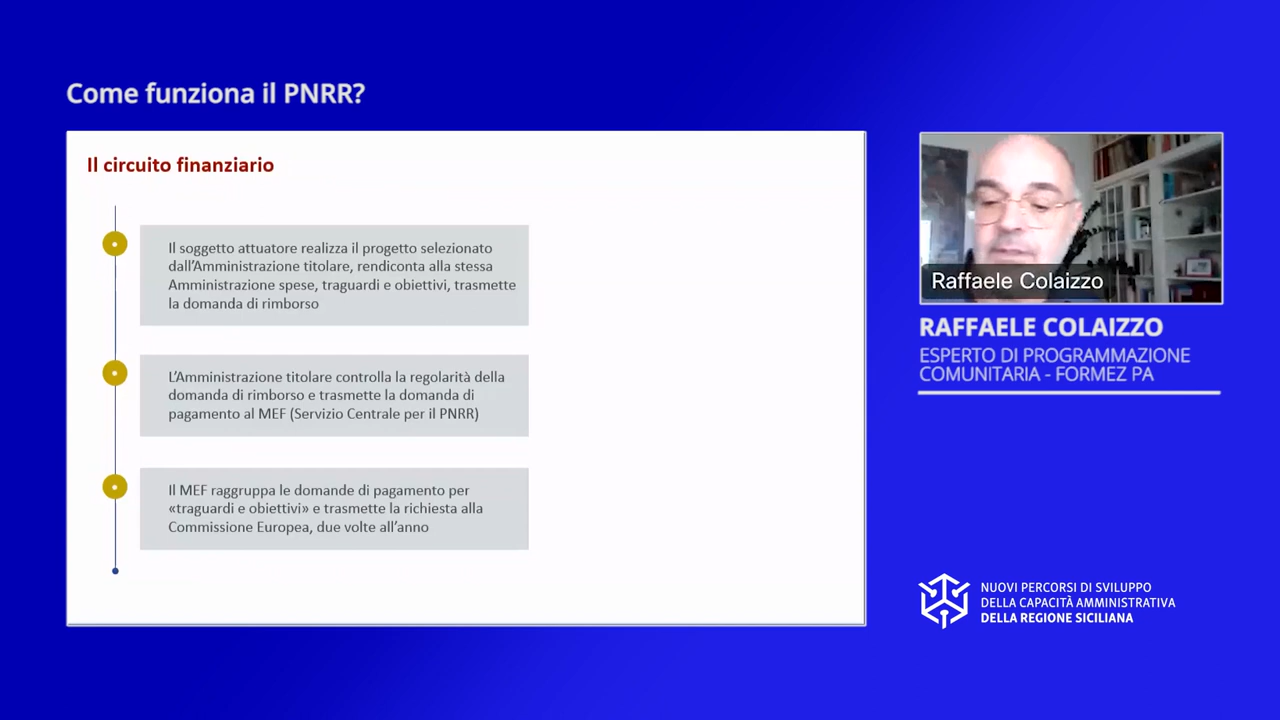 Come funziona il PNRR?
Il circuito finanziario
Il soggetto attuatore realizza il progetto selezionato
dall'Amministrazione titolare, rendiconta alla stessa
Amministrazione spese, traguardi e obiettivi, trasmette
la domanda di rimborso
L'Amministrazione titolare controlla la regolarità della
domanda di rimborso e trasmette la domanda di
pagamento al MEF (Servizio Centrale per il PNRR)
Il MEF raggruppa le domande di pagamento per
«traguardi e obiettivi» e trasmette la richiesta alla
Commissione Europea, due volte all'anno
Raffaele Colaizzo
RAFFAELE COLAIZZO
ESPERTO DI PROGRAMMAZIONE
COMUNITARIA - FORMEZ PA
NUOVI PERCORSI DI SVILUPPO
DELLA CAPACITÀ AMMINISTRATIVA
DELLA REGIONE SICILIANA